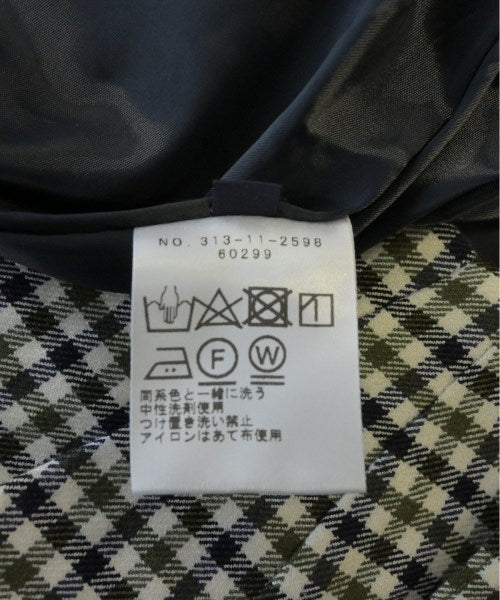 NO. 313-11-2598
60299
F W
同系色と一緒に洗う
中性洗剤使用
つけ置き洗い禁止
アイロンはあて布使用